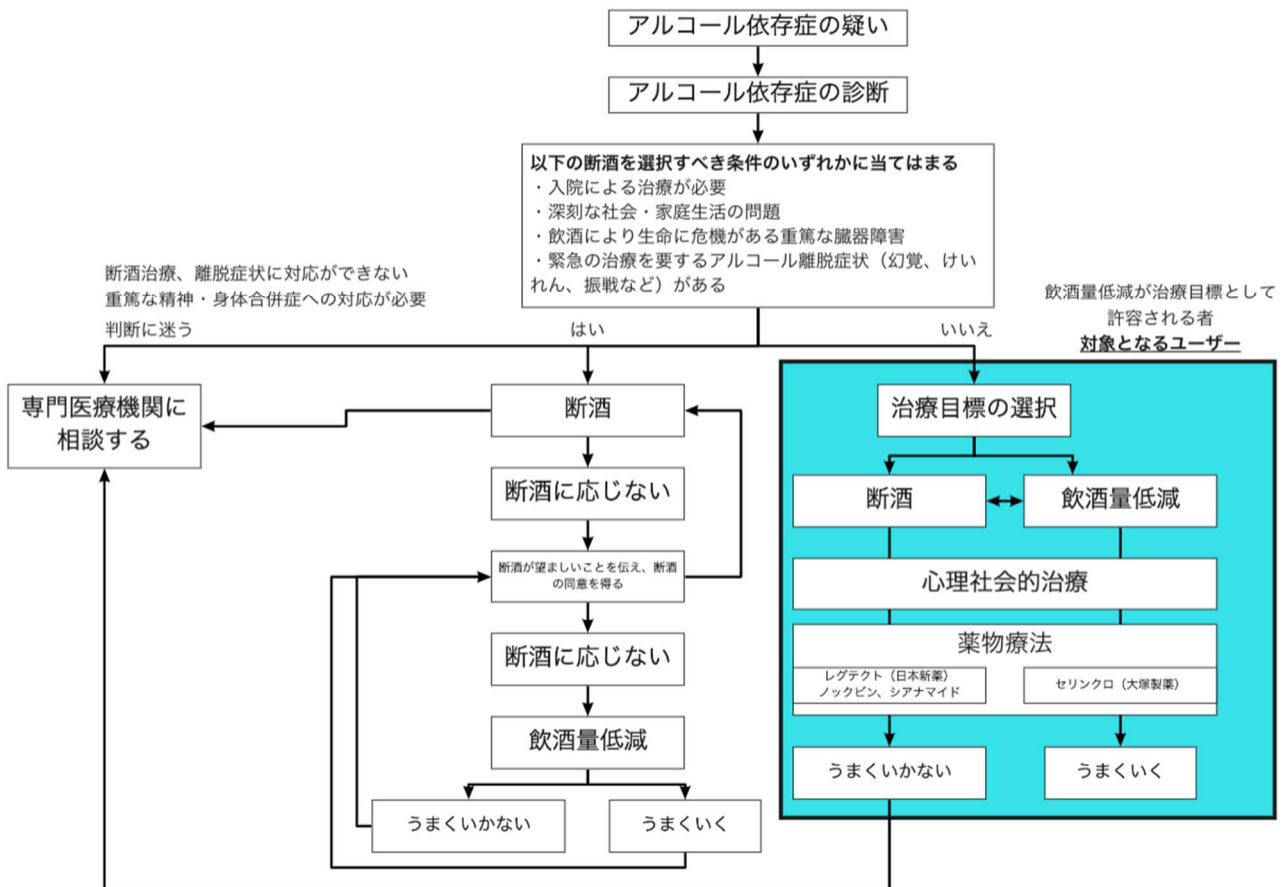 アルコール依存症の疑い
アルコール依存症の診断
以下の断酒を選択すべき条件のいずれかに当てはまる
・入院による治療が必要
・深刻な社会・家庭生活の問題
・飲酒により生命に危機がある重篤な臓器障害
・緊急の治療を要するアルコール離脱症状（幻覚、けい
れん、振戦など）がある
断酒治療、離脱症状に対応ができない
重篤な精神・身体合併症への対応が必要
判断に迷う
はい
いいえ
飲酒量低減が治療目標として
許容される者
対象となるユーザー
専門医療機関に
相談する
断酒
断酒に応じない
断酒が望ましいことを伝え、断酒
の同意を得る
断酒に応じない
飲酒量低減
うまくいかない
うまくいく
治療目標の選択
断酒
飲酒量低減
心理社会的治療
薬物療法
レグテクト（日本新薬）
ノックビン、シアナマイド
セリンクロ（大塚製薬）
うまくいかない
うまくいく